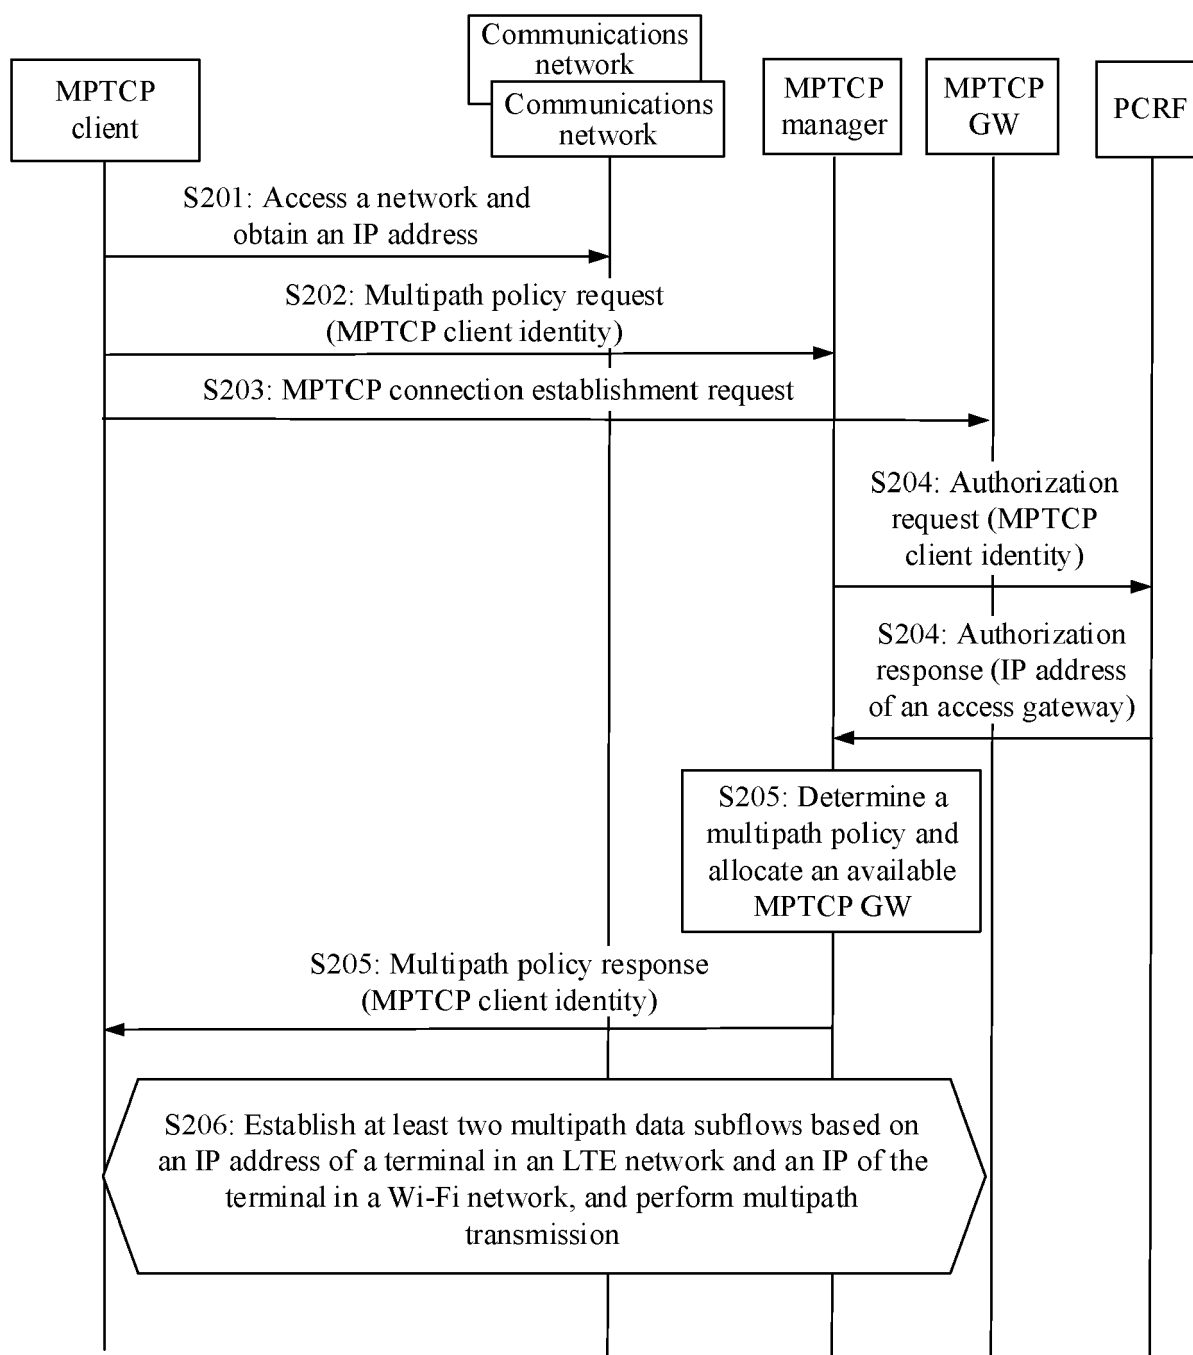 Communications
network
Communications
network
MPTCP
client
MPTCP
manager
MPTCP
GW
PCRF
S201: Access a network and
obtain an IP address
S202: Multipath policy request
(MPTCP client identity)
S203: MPTCP connection establishment request
S204: Authorization
request (MPTCP
client identity)
S204: Authorization
response (IP address
of an access gateway)
S205: Determine a
multipath policy and
allocate an available
MPTCP GW
S205: Multipath policy response
(MPTCP client identity)
S206: Establish at least two multipath data subflows based on
an IP address of a terminal in an LTE network and an IP of the
terminal in a Wi-Fi network, and perform multipath
transmission